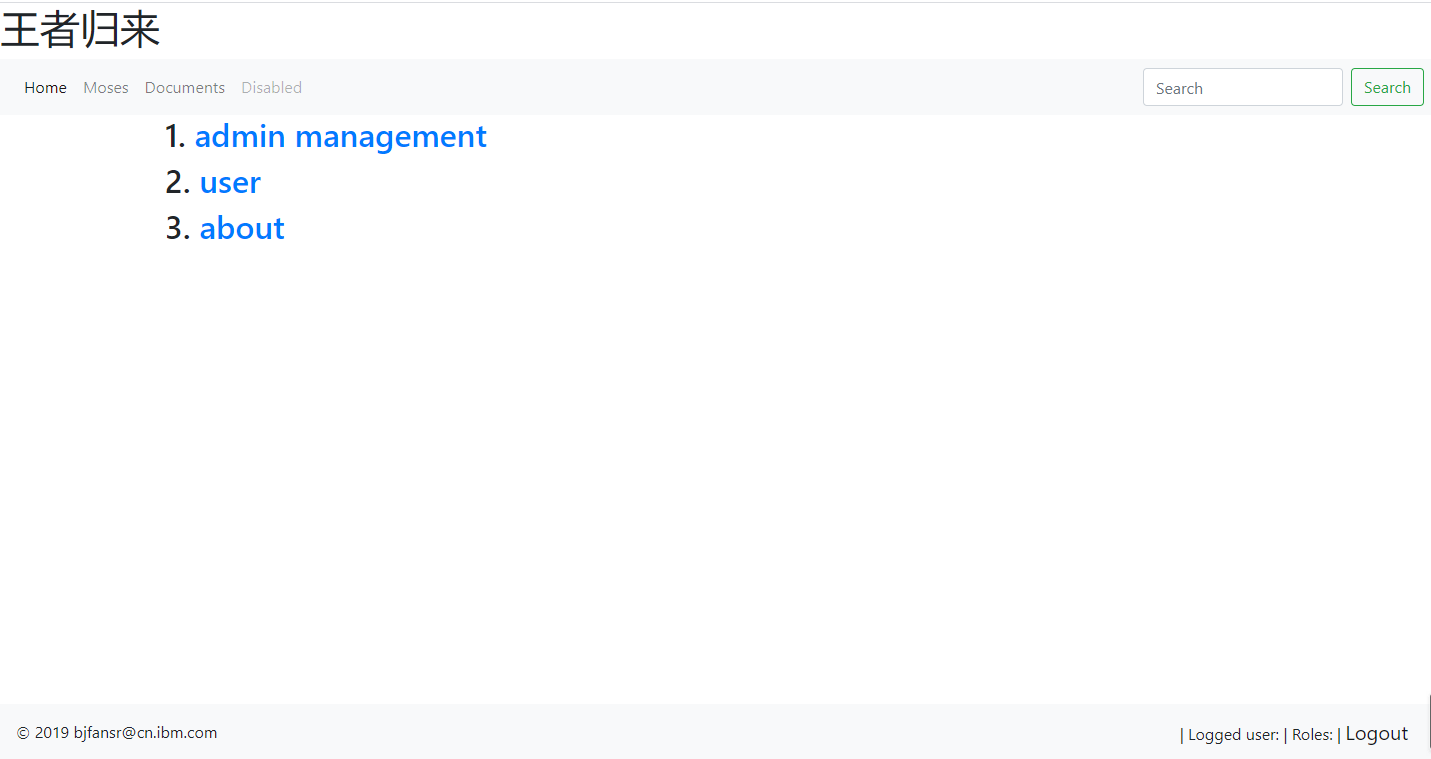 王者归来
Home Moses Documents Disabled Search Search
1. admin management
2. user
3. about
© 2019 bjfansr@cn.ibm.com | Logged user: | Roles: | Logout